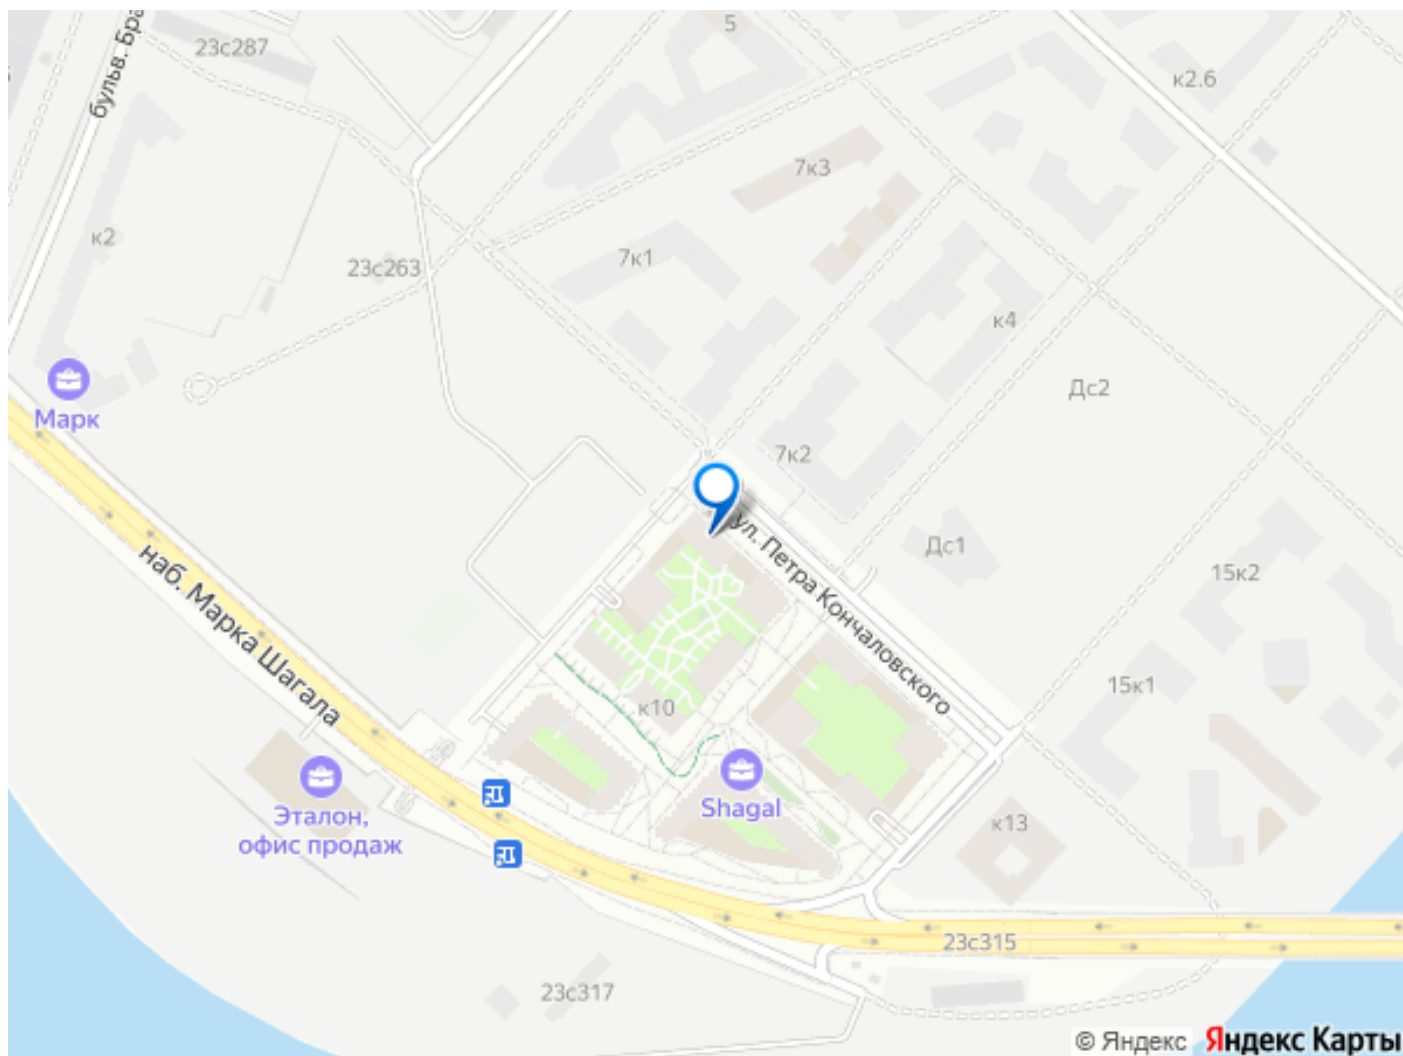 5
23с287
бульв. Бра
к2.6
7к3
к2
7к1
23с263
к4
Дс2
Марк
7к2
ул. Петра Кончаловского
Дс1
наб. Марка Шагала
15к2
15к1
к10
Shagal
Эталон,
офис продаж
к13
23с315
23с317
© Яндекс Яндекс Карты